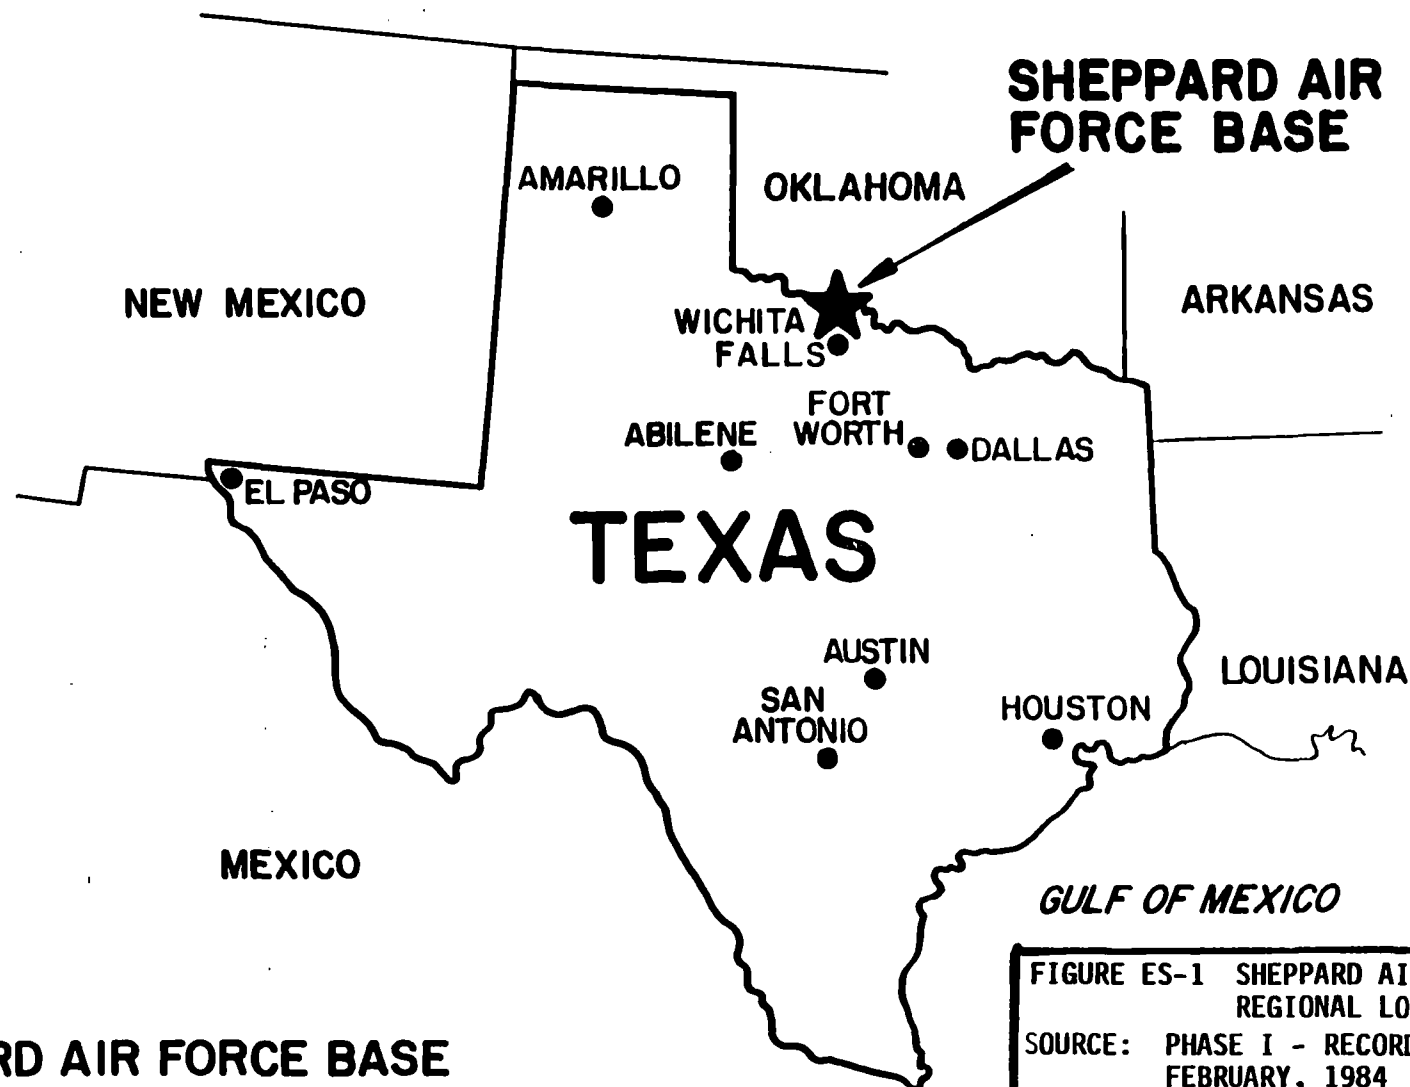 SHEPPARD AIR
FORCE BASE
AMARILLO
OKLAHOMA
NEW MEXICO
ARKANSAS
WICHITA
FALLS
FORT
WORTH
ABILENE
DALLAS
EL PASO
TEXAS
AUSTIN
LOUISIANA
SAN
ANTONIO
HOUSTON
MEXICO
GULF OF MEXICO
FIGURE ES-1 SHEPPARD AI
REGIONAL LO
SOURCE: PHASE I - RECORD
FEBRUARY, 1984
RD AIR FORCE BASE